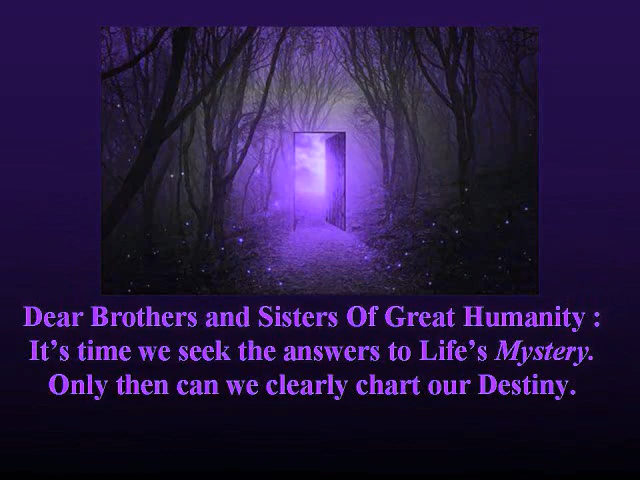 Dear Brothers and Sisters Of Great Humanity :
It’s time we seek the answers to Life’s Mystery.
Only then can we clearly chart our Destiny.